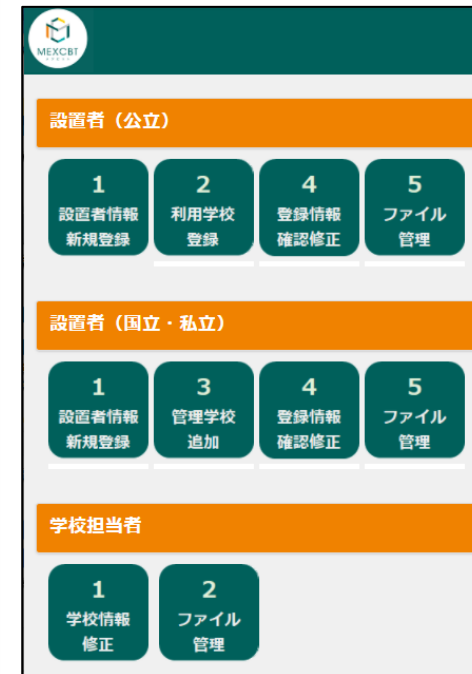 MEXCBT
設置者（公立）
1
設置者情報
新規登録
2
利用学校
登録
4
登録情報
確認修正
5
ファイル
管理
設置者（国立・私立）
1
設置者情報
新規登録
3
管理学校
追加
4
登録情報
確認修正
5
ファイル
管理
学校担当者
1
学校情報
修正
2
ファイル
管理